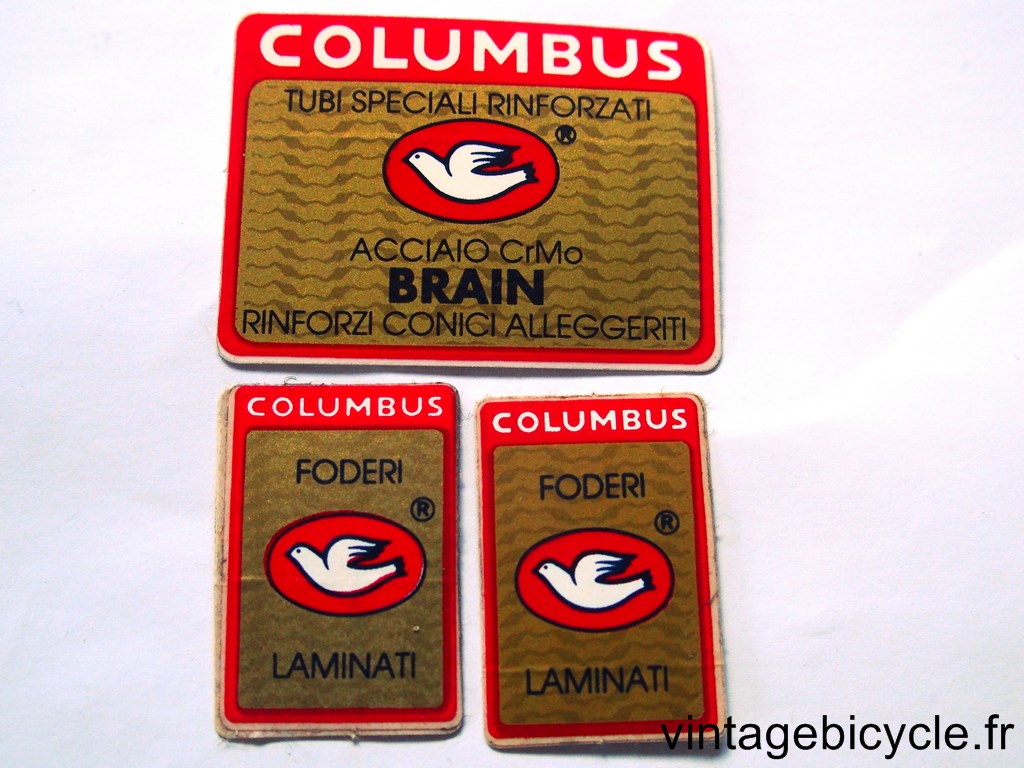 COLUMBUS
TUBI SPECIALI RINFORZATI
®
ACCIAIO CrMo
BRAIN
RINFORZI CONICI ALLEGGERITI
COLUMBUS
FODERI
®
LAMINATI
COLUMBUS
FODERI
®
LAMINATI
vintagebicycle.fr